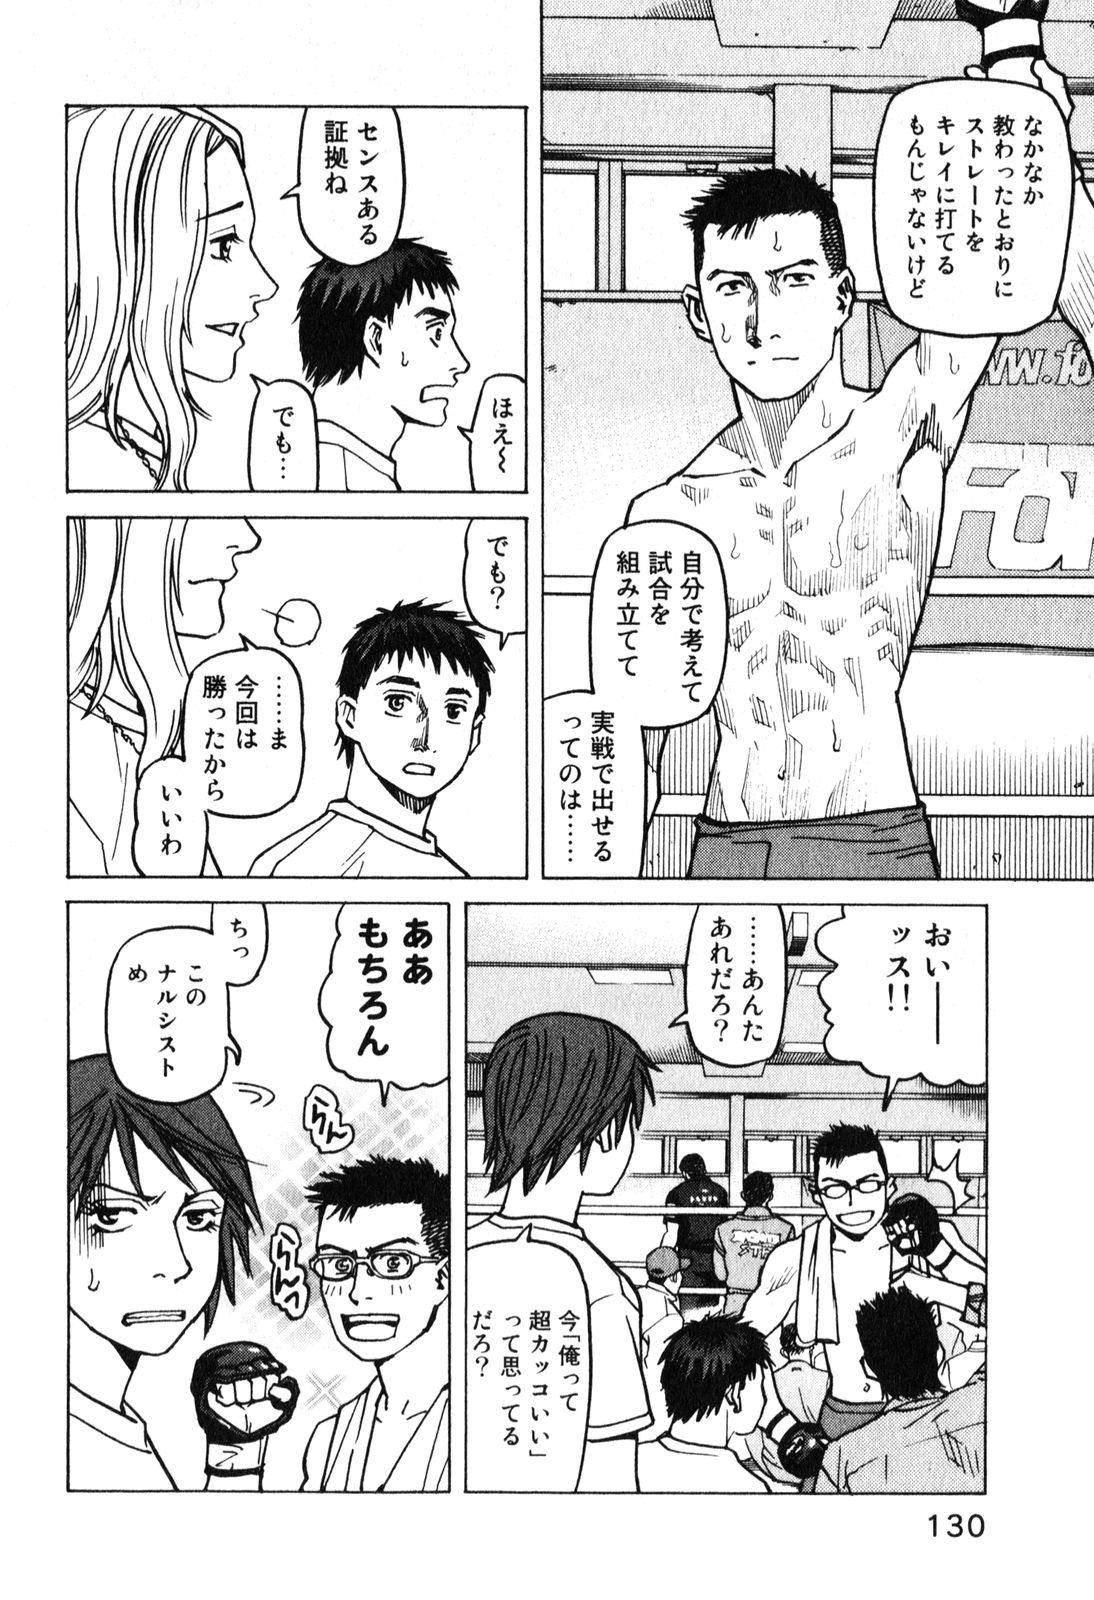 なかなか
教わったとおりに
ストレートを
キレイに打てる
もんじゃないけど
自分で考えて
試合を
組み立てて
実戦で出せる
ってのは……
センスある
証拠ね
ほえ～
でも…
でも？
……ま
今回は
勝ったから
いいわ
おい――
ッス!!
……あんた
あれだろ？
今「俺って
超カッコいい」
って思ってる
だろ？
ああ
もちろん
らんっ
らんっ
ちっ
この
ナルシスト
め
130